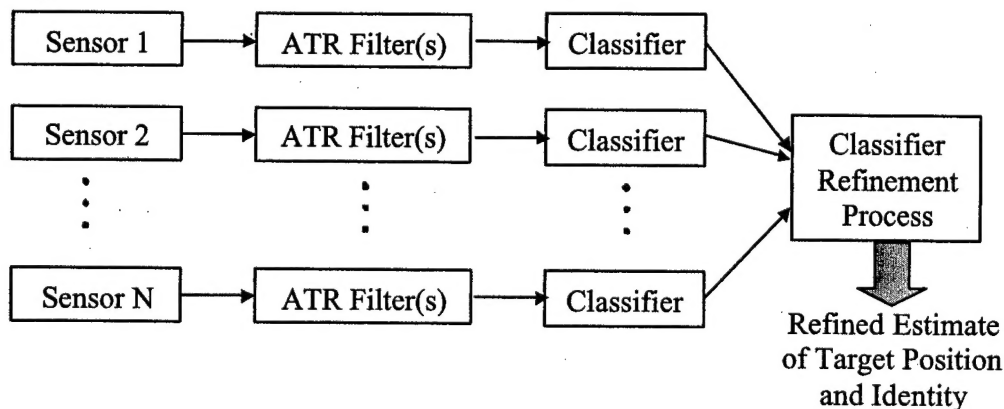 Sensor 1
ATR Filter(s)
Classifier
Sensor 2
ATR Filter(s)
Classifier
Classifier
Refinement
Process
Sensor N
ATR Filter(s)
Classifier
Refined Estimate
of Target Position
and Identity